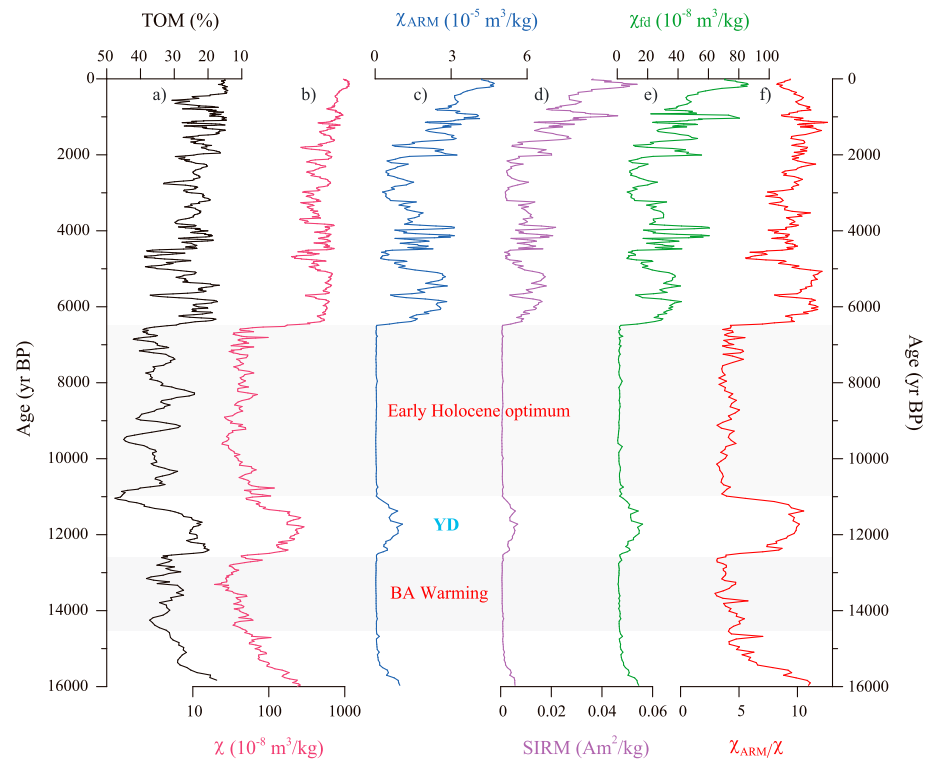 TOM (%) χARM (10⁻⁵ m³/kg) χfd (10⁻⁸ m³/kg)
50 40 30 20 10 0 3 6 0 20 40 60 80 100
0 a) b) c) d) e) f) 0
2000 2000
4000 4000
6000 6000
Age (yr BP) Age (yr BP)
8000 8000
Early Holocene optimum
10000 10000
YD
12000 12000
BA Warming
14000 14000
16000 16000
10 100 1000 0 0.02 0.04 0.06 0 5 10
χ (10⁻⁸ m³/kg) SIRM (Am²/kg) χARM/χ